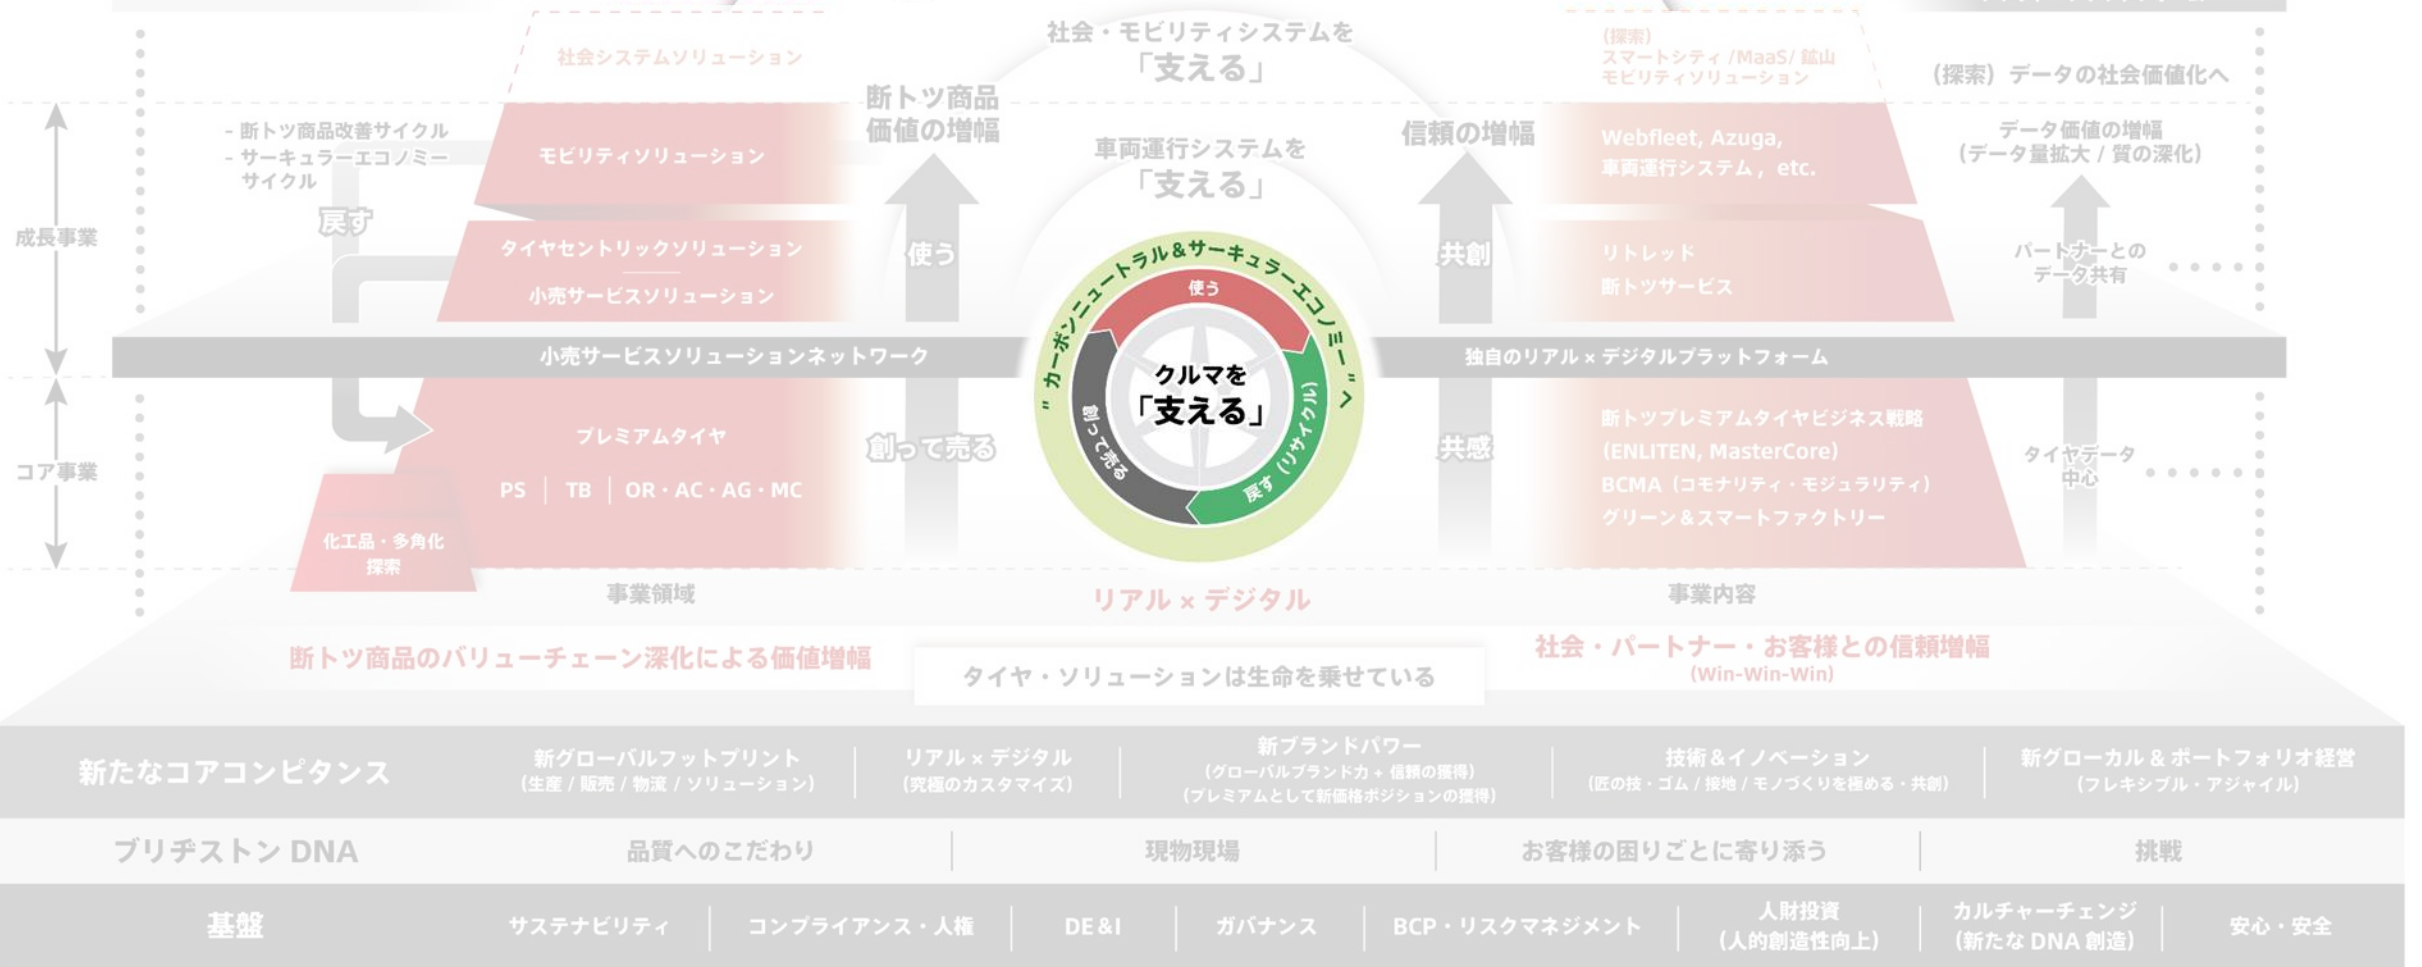 社会・モビリティシステムを
「支える」
社会システムソリューション
(探索)
スマートシティ /MaaS/ 鉱山
モビリティソリューション
(探索) データの社会価値化へ
断トツ商品
価値の増幅
信頼の増幅
車両運行システムを
「支える」
- 断トツ商品改善サイクル
- サーキュラーエコノミー
サイクル
戻す
モビリティソリューション
Webfleet, Azuga,
車両運行システム , etc.
データ価値の増幅
(データ量拡大 / 質の深化)
成長事業
タイヤセントリックソリューション
小売サービスソリューション
使う
共創
リトレッド
断トツサービス
パートナーとの
データ共有
小売サービスソリューションネットワーク
独自のリアル × デジタルプラットフォーム
" カーボンニュートラル＆サーキュラーエコノミー " へ
使う
創って売る
戻す (リサイクル)
クルマを
「支える」
コア事業
プレミアムタイヤ
PS | TB | OR・AC・AG・MC
化工品・多角化
探索
創って売る
共感
断トツプレミアムタイヤビジネス戦略
(ENLITEN, MasterCore)
BCMA（コモナリティ・モジュラリティ）
グリーン＆スマートファクトリー
タイヤデータ
中心
事業領域
リアル × デジタル
事業内容
断トツ商品のバリューチェーン深化による価値増幅
タイヤ・ソリューションは生命を乗せている
社会・パートナー・お客様との信頼増幅
(Win-Win-Win)
新たなコアコンピタンス
新グローバルフットプリント
(生産 / 販売 / 物流 / ソリューション)
リアル × デジタル
(究極のカスタマイズ)
新ブランドパワー
(グローバルブランド力 + 信頼の獲得)
(プレミアムとして新価格ポジションの獲得)
技術＆イノベーション
(匠の技・ゴム / 接地 / モノづくりを極める・共創)
新グローカル & ポートフォリオ経営
(フレキシブル・アジャイル)
ブリヂストン DNA
品質へのこだわり
現物現場
お客様の困りごとに寄り添う
挑戦
基盤
サステナビリティ
コンプライアンス・人権
DE＆I
ガバナンス
BCP・リスクマネジメント
人財投資
(人的創造性向上)
カルチャーチェンジ
(新たな DNA 創造)
安心・安全